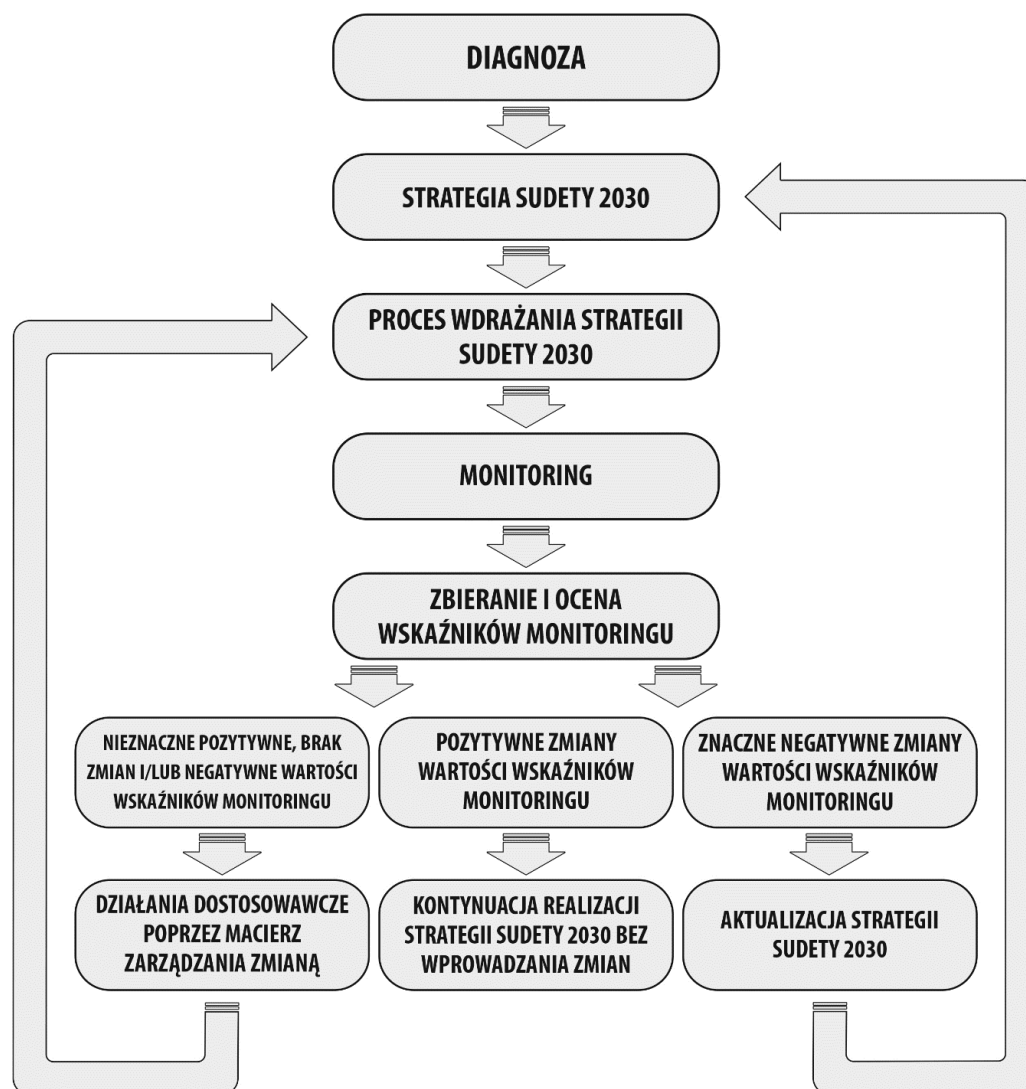 DIAGNOZA
STRATEGIA SUDETY 2030
PROCES WDRAŻANIA STRATEGII
SUDETY 2030
MONITORING
ZBIERANIE I OCENA
WSKAŹNIKÓW MONITORINGU
NIEZNACZNE POZYTYWNE, BRAK
ZMIAN I/LUB NEGATYWNE WARTOŚCI
WSKAŹNIKÓW MONITORINGU
POZYTYWNE ZMIANY
WARTOŚCI WSKAŹNIKÓW
MONITORINGU
ZNACZNE NEGATYWNE ZMIANY
WARTOŚCI WSKAŹNIKÓW
MONITORINGU
DZIAŁANIA DOSTOSOWAWCZE
POPRZEZ MACIERZ
ZARZĄDZANIA ZMIANĄ
KONTYNUACJA REALIZACJI
STRATEGII SUDETY 2030 BEZ
WPROWADZANIA ZMIAN
AKTUALIZACJA STRATEGII
SUDETY 2030